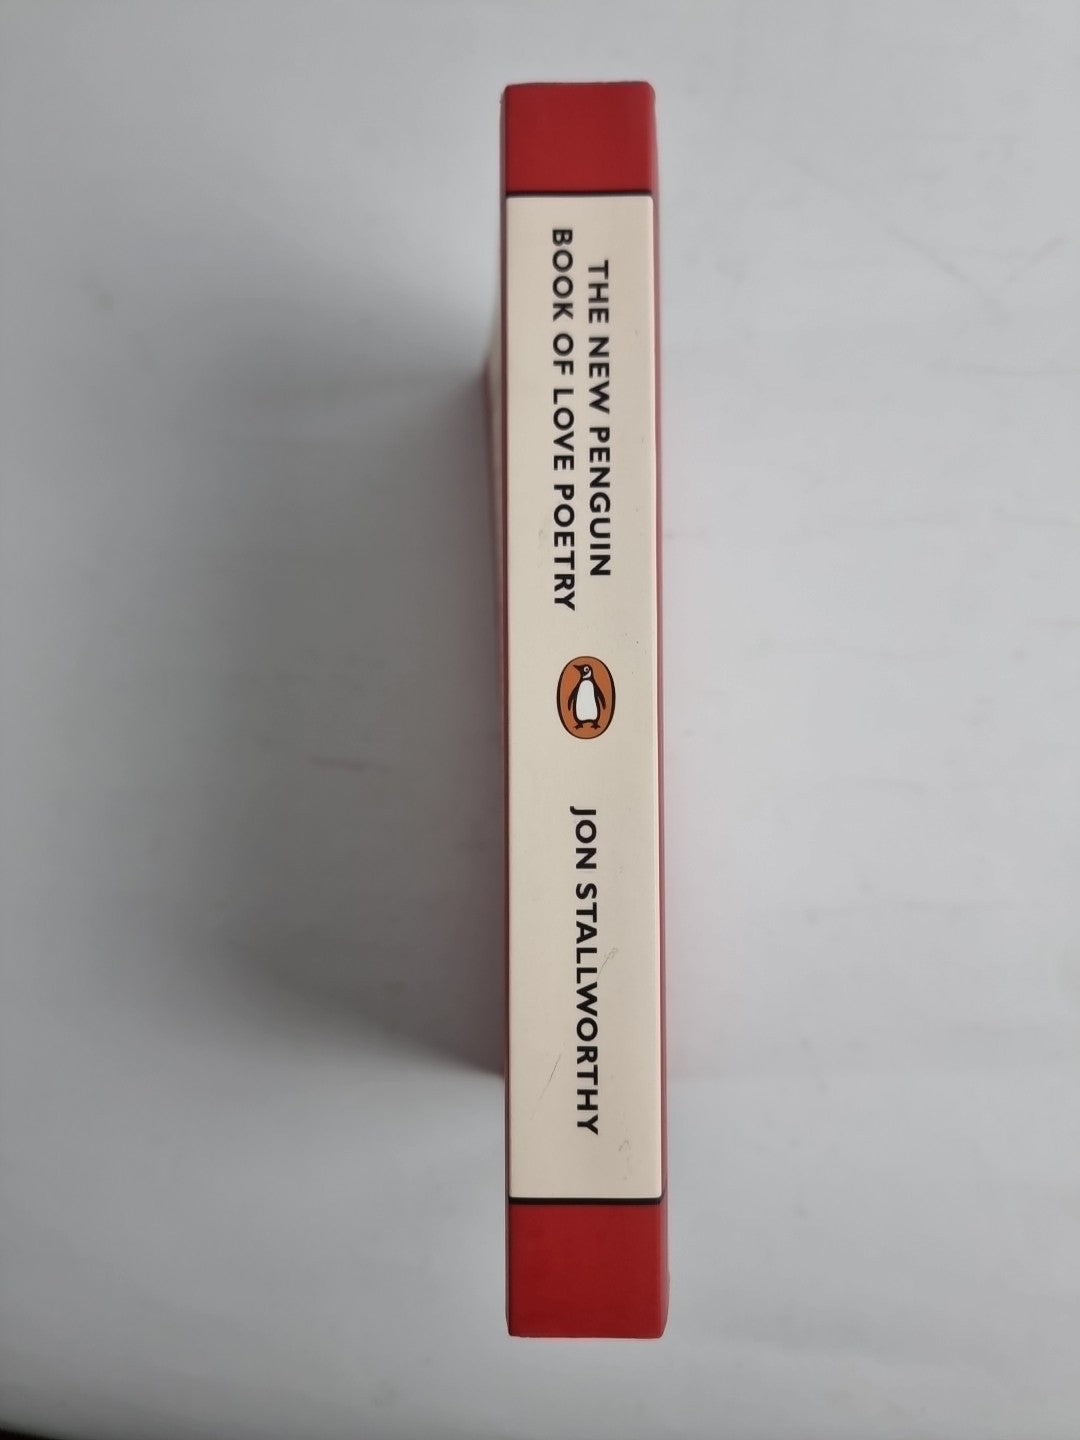 THE NEW PENGUIN
BOOK OF LOVE POETRY
JON STALLWORTHY